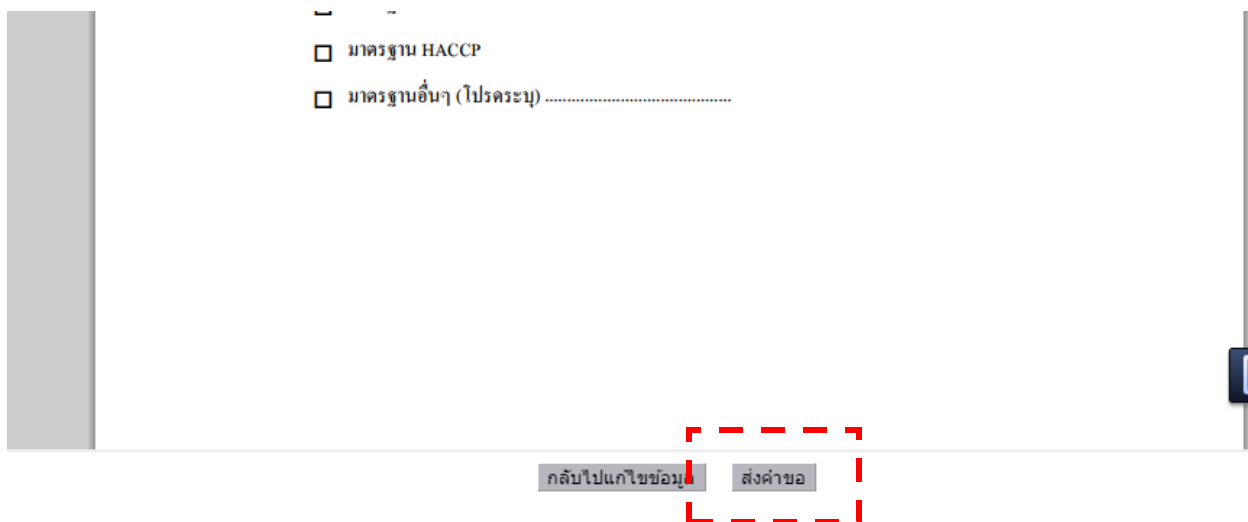 มาตรฐาน HACCP
มาตรฐานอื่นๆ (โปรดระบุ) ..........................................
กลับไปแก้ไขข้อมูล ส่งคำขอ